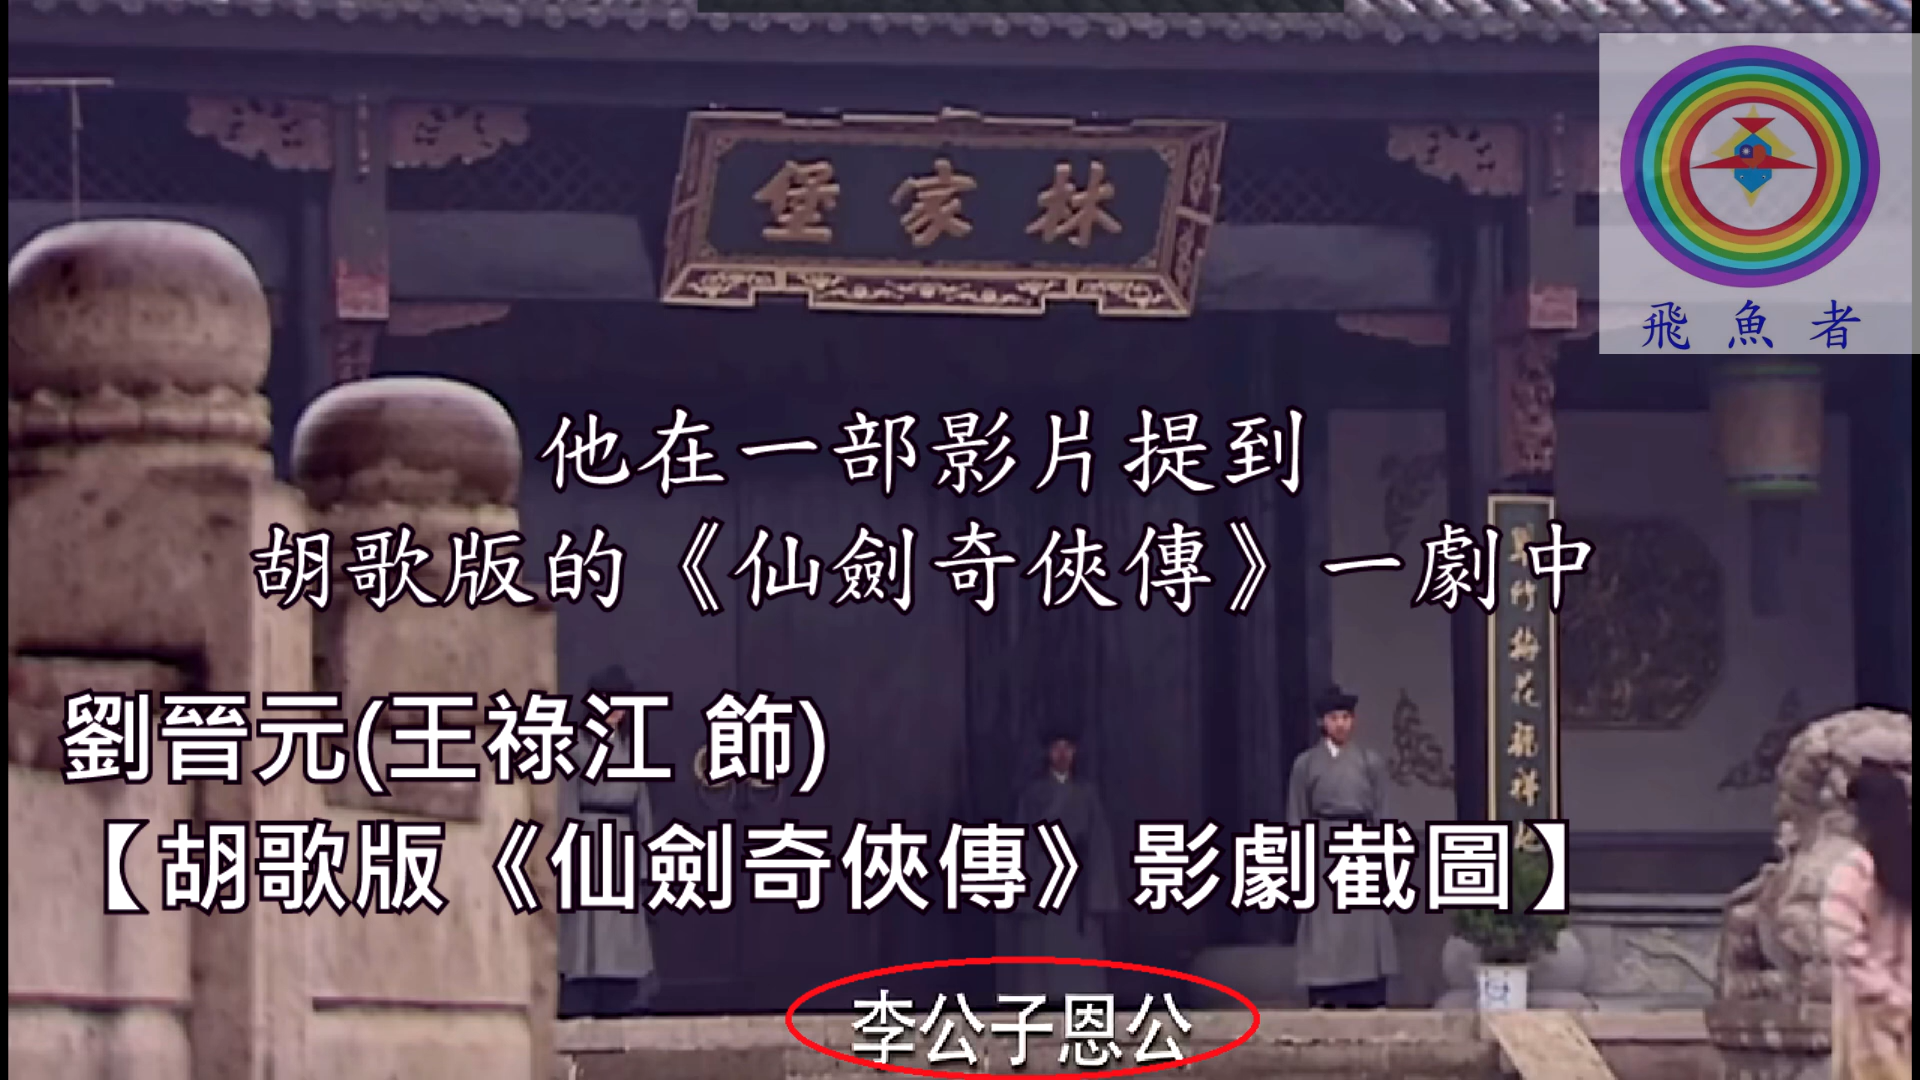 林家堡
飛魚者
他在一部影片提到
胡歌版的《仙劍奇俠傳》一劇中
劉晉元(王祿江 飾)
【胡歌版《仙劍奇俠傳》影劇截圖】
李公子恩公